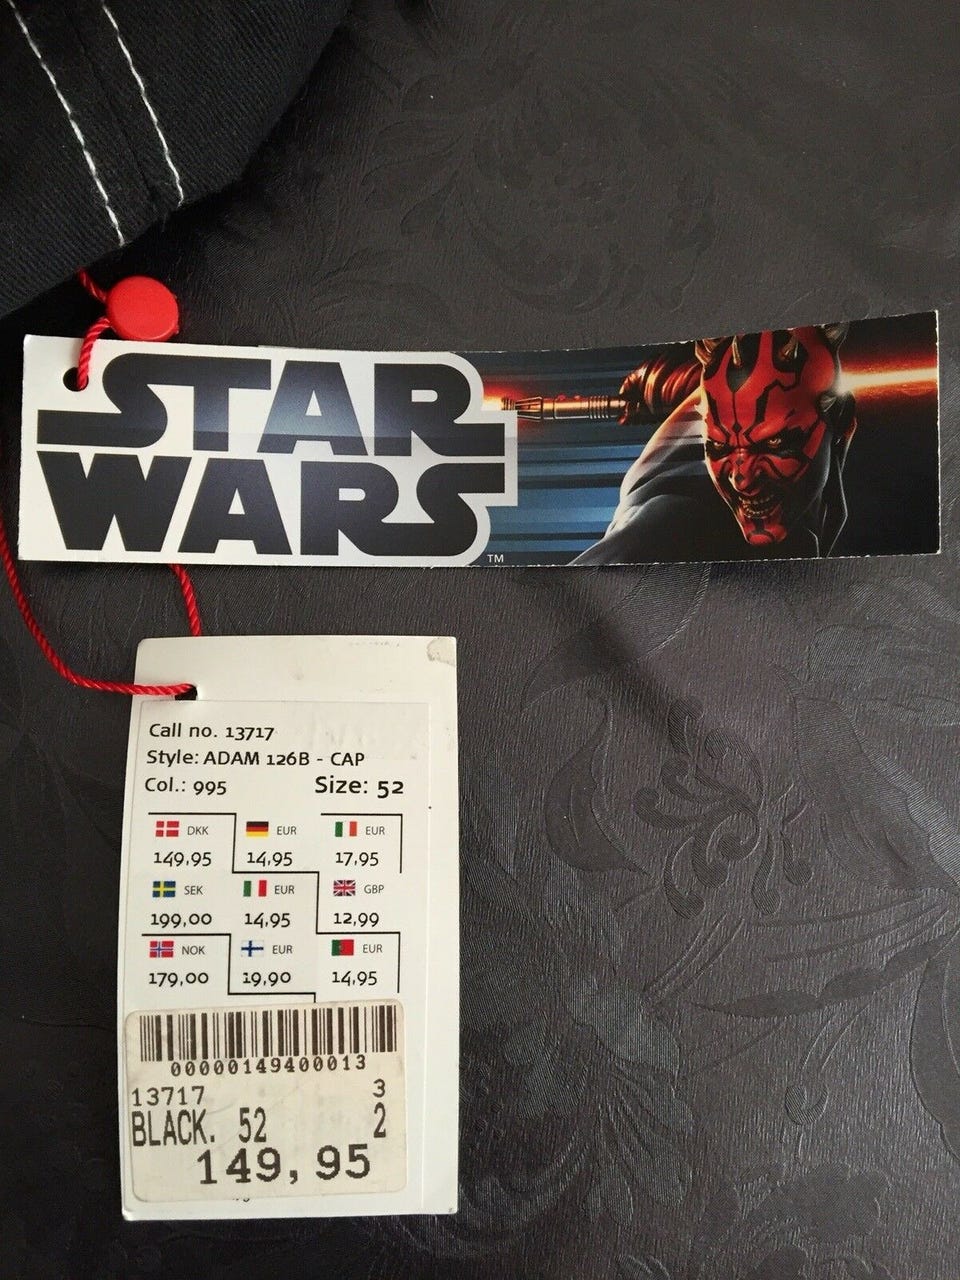 STAR
WARS
TM
Call no. 13717
Style: ADAM 126B - CAP
Col.: 995 Size: 52
DKK EUR EUR
149,95 14,95 17,95
SEK EUR GBP
199,00 14,95 12,99
NOK EUR EUR
179,00 19,90 14,95
00000149400013
13717 3
BLACK. 52 2
149,95